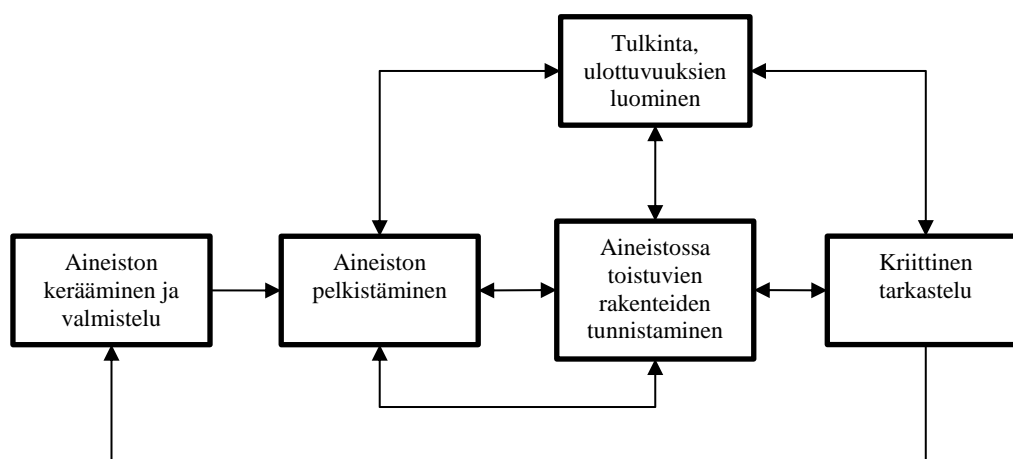 Tulkinta,
ulottuvuuksien
luominen
Aineiston
kerääminen ja
valmistelu
Aineiston
pelkistäminen
Aineistossa
toistuvien
rakenteiden
tunnistaminen
Kriittinen
tarkastelu